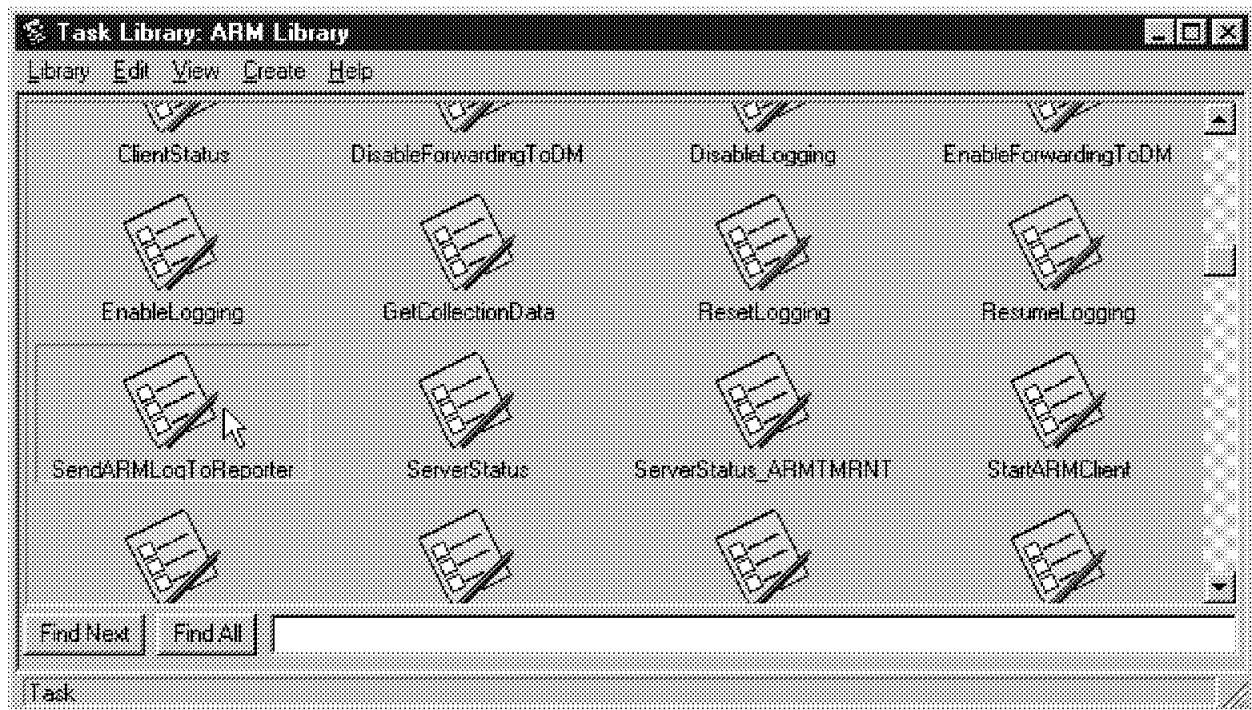 Task Library: ARM Library
Library Edit View Create Help
ClientStatus DisableForwardingToDM DisableLogging EnableForwardingToDM
EnableLogging GetCollectionData ResetLogging ResumeLogging
SendARMLogToReporter ServerStatus ServerStatus_ARMTMRNT StartARMClient
Find Next Find All
Task